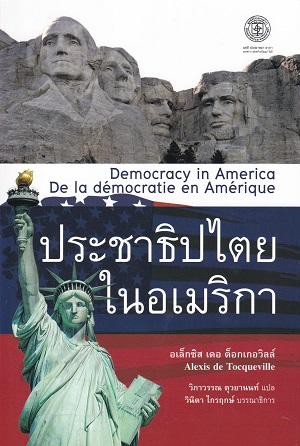 Democracy in America
De la démocratie en Amérique
ประชาธิปไตย
ในอเมริกา
อเล็กซิส เดอ ต็อกเกอวิลล์
Alexis de Tocqueville
วิภาวรรณ ตุวยานนท์ แปล
วินิตา ไกรฤกษ์ บรรณาธิการ